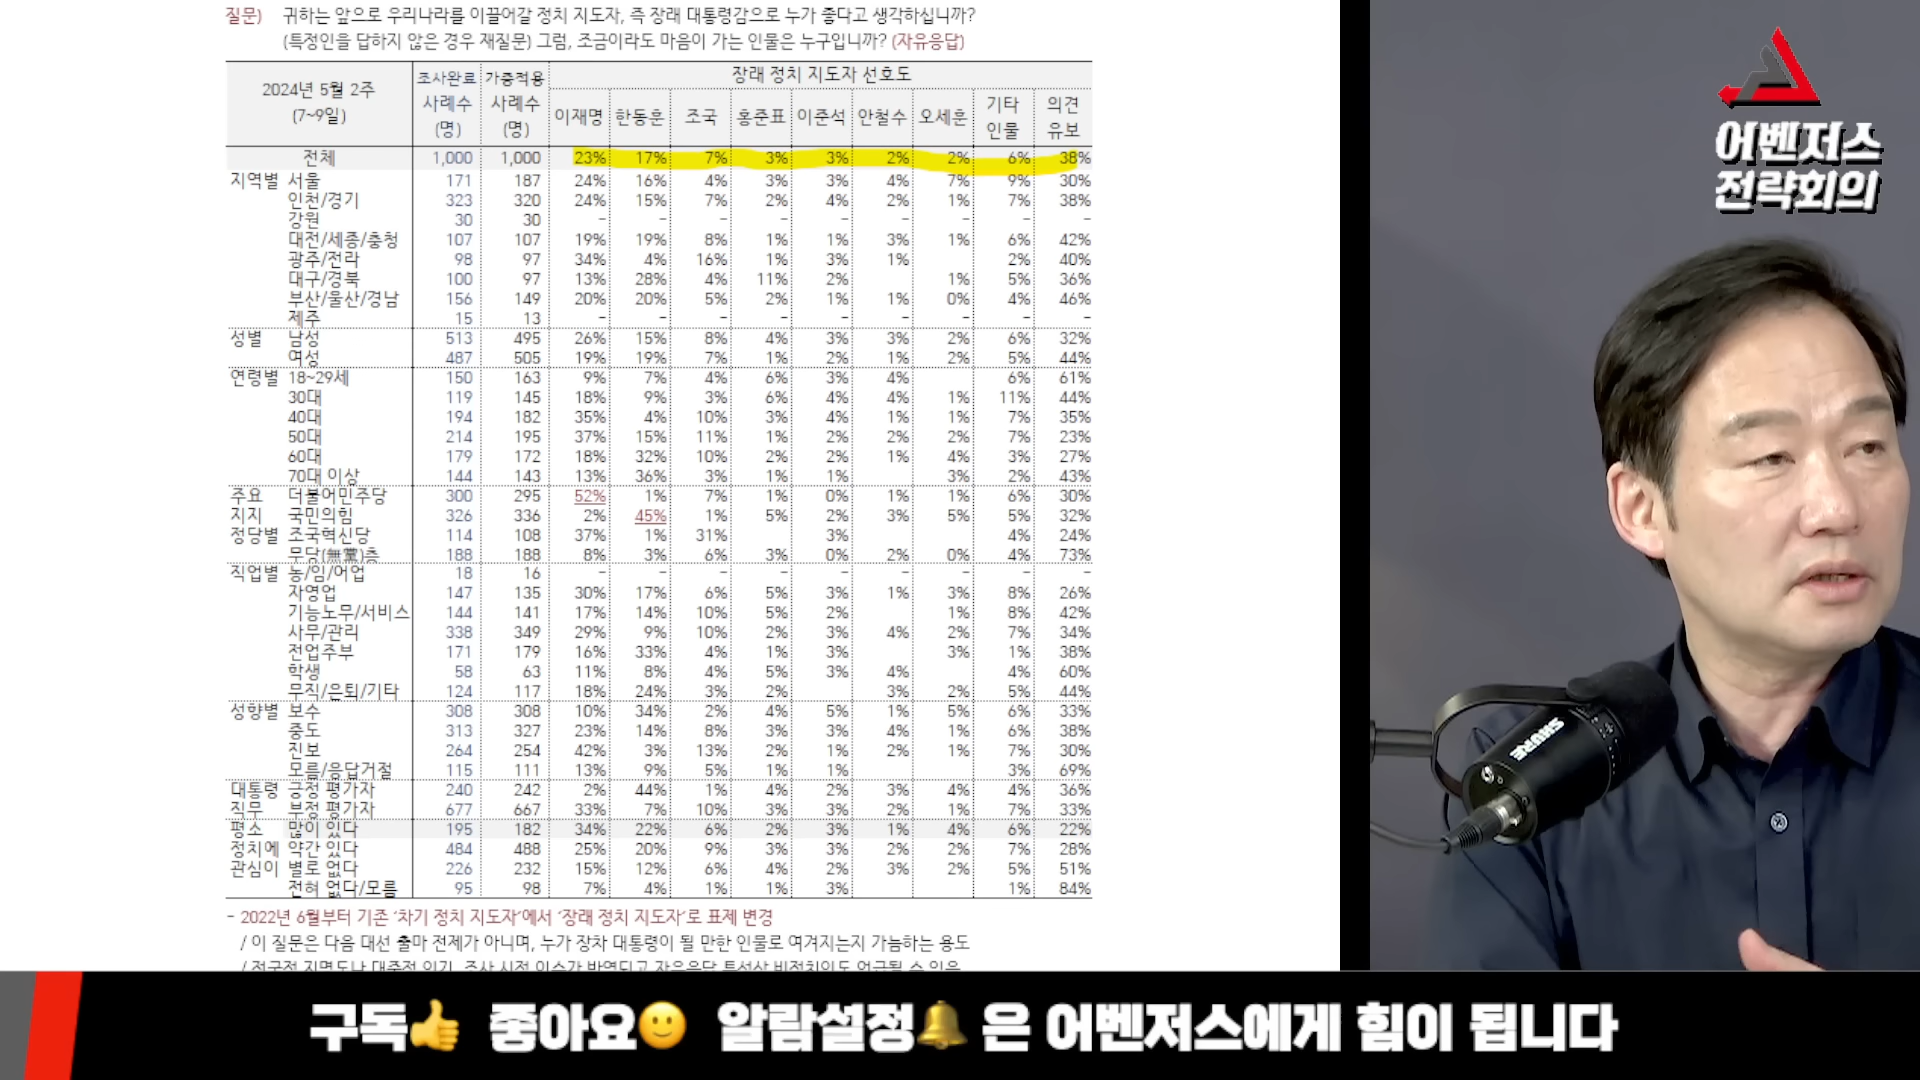 질문) 귀하는 앞으로 우리나라를 이끌어갈 정치 지도자, 즉 장래 대통령감으로 누가 좋다고 생각하십니까?
(특정인을 답하지 않은 경우 재질문) 그럼, 조금이라도 마음이 가는 인물은 누구입니까? (자유응답)
2024년 5월 2주 (7~9일) 조사완료 사례수 (명) 가중적용 사례수 (명) 장래 정치 지도자 선호도
이재명 한동훈 조국 홍준표 이준석 안철수 오세훈 기타 인물 의견 유보
전체 1,000 1,000 23% 17% 7% 3% 3% 2% 2% 6% 38%
지역별 서울 171 187 24% 16% 4% 3% 3% 4% 7% 9% 30%
인천/경기 323 320 24% 15% 7% 2% 4% 2% 1% 7% 38%
강원 30 30 - - - - - - - - -
대전/세종/충청 107 107 19% 19% 8% 1% 1% 3% 1% 6% 42%
광주/전라 98 97 34% 4% 16% 1% 3% 1% 2% 40%
대구/경북 100 97 13% 28% 4% 11% 2% 1% 5% 36%
부산/울산/경남 156 149 20% 20% 5% 2% 1% 1% 0% 4% 46%
제주 15 13 - - - - - - - - -
성별 남성 513 495 26% 15% 8% 4% 3% 3% 2% 6% 32%
여성 487 505 19% 19% 7% 1% 2% 1% 2% 5% 44%
연령별 18~29세 150 163 9% 7% 4% 6% 3% 4% 6% 61%
30대 119 145 18% 9% 3% 6% 4% 4% 1% 11% 44%
40대 194 182 35% 4% 10% 3% 4% 1% 1% 7% 35%
50대 214 195 37% 15% 11% 1% 2% 2% 2% 7% 23%
60대 179 172 18% 32% 10% 2% 2% 1% 4% 3% 27%
70대 이상 144 143 13% 36% 3% 1% 1% 3% 2% 43%
주요 더불어민주당 300 295 52% 1% 7% 1% 0% 1% 1% 6% 30%
지지 국민의힘 326 336 2% 45% 1% 5% 2% 3% 5% 5% 32%
정당별 조국혁신당 114 108 37% 1% 31% 3% 4% 24%
무당(無黨)층 188 188 8% 3% 6% 3% 0% 2% 0% 4% 73%
직업별 농/임/어업 18 16 - - - - - - - - -
자영업 147 135 30% 17% 6% 5% 3% 1% 3% 8% 26%
기능노무/서비스 144 141 17% 14% 10% 5% 2% 1% 8% 42%
사무/관리 338 349 29% 9% 10% 2% 3% 4% 2% 7% 34%
전업주부 171 179 16% 33% 4% 1% 3% 3% 1% 38%
학생 58 63 11% 8% 4% 5% 3% 4% 4% 60%
무직/은퇴/기타 124 117 18% 24% 3% 2% 3% 2% 5% 44%
성향별 보수 308 308 10% 34% 2% 4% 5% 1% 5% 6% 33%
중도 313 327 23% 14% 8% 3% 3% 4% 1% 6% 38%
진보 264 254 42% 3% 13% 2% 1% 2% 1% 7% 30%
모름/응답거절 115 111 13% 9% 5% 1% 1% 3% 69%
대통령 긍정 평가자 240 242 2% 44% 1% 4% 2% 3% 4% 4% 36%
직무 부정 평가자 677 667 33% 7% 10% 3% 3% 2% 1% 7% 33%
평소 많이 있다 195 182 34% 22% 6% 2% 3% 1% 4% 6% 22%
정치에 약간 있다 484 488 25% 20% 9% 3% 3% 2% 2% 7% 28%
관심이 별로 없다 226 232 15% 12% 6% 4% 2% 3% 2% 5% 51%
전혀 없다/모름 95 98 7% 4% 1% 1% 3% 1% 84%
- 2022년 6월부터 기존 '차기 정치 지도자'에서 '장래 정치 지도자'로 표제 변경
/ 이 질문은 다음 대선 출마 전제가 아니며, 누가 장차 대통령이 될 만한 인물로 여겨지는지 가늠하는 용도
어벤저스
전략회의
SHURE
구독👍 좋아요🙂 알람설정🔔 은 어벤저스에게 힘이 됩니다